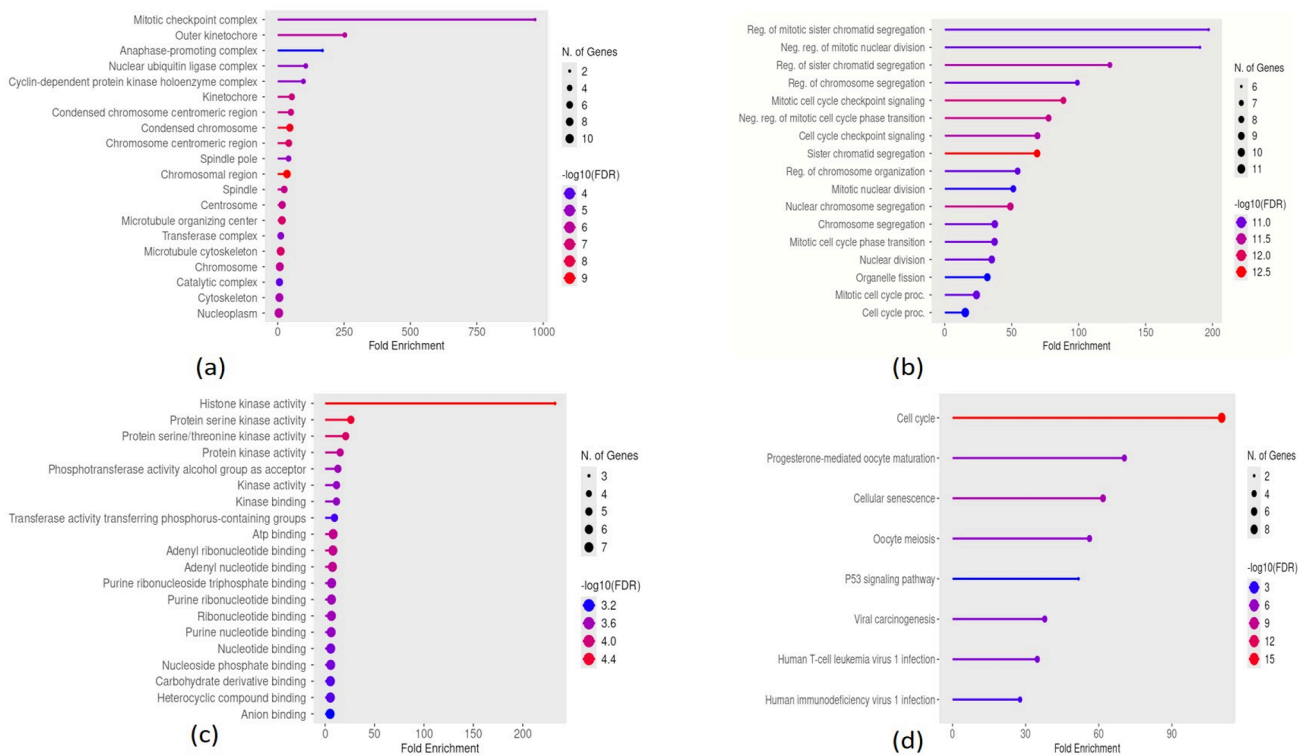 Mitotic checkpoint complex
Outer kinetochore
Anaphase-promoting complex
Nuclear ubiquitin ligase complex
Cyclin-dependent protein kinase holoenzyme complex
Kinetochore
Condensed chromosome centromeric region
Condensed chromosome
Chromosome centromeric region
Spindle pole
Chromosomal region
Spindle
Centrosome
Microtubule organizing center
Transferase complex
Microtubule cytoskeleton
Chromosome
Catalytic complex
Cytoskeleton
Nucleoplasm
0 250 500 750 1000
Fold Enrichment
N. of Genes
2
4
6
8
10
-log10(FDR)
4
5
6
7
8
9
(a)
Reg. of mitotic sister chromatid segregation
Neg. reg. of mitotic nuclear division
Reg. of sister chromatid segregation
Reg. of chromosome segregation
Mitotic cell cycle checkpoint signaling
Neg. reg. of mitotic cell cycle phase transition
Cell cycle checkpoint signaling
Sister chromatid segregation
Reg. of chromosome organization
Mitotic nuclear division
Nuclear chromosome segregation
Chromosome segregation
Mitotic cell cycle phase transition
Nuclear division
Organelle fission
Mitotic cell cycle proc.
Cell cycle proc.
0 50 100 150 200
Fold Enrichment
N. of Genes
6
7
8
9
10
11
-log10(FDR)
11.0
11.5
12.0
12.5
(b)
Histone kinase activity
Protein serine kinase activity
Protein serine/threonine kinase activity
Protein kinase activity
Phosphotransferase activity alcohol group as acceptor
Kinase activity
Kinase binding
Transferase activity transferring phosphorus-containing groups
Atp binding
Adenyl ribonucleotide binding
Adenyl nucleotide binding
Purine ribonucleoside triphosphate binding
Purine ribonucleotide binding
Ribonucleotide binding
Purine nucleotide binding
Nucleotide binding
Nucleoside phosphate binding
Carbohydrate derivative binding
Heterocyclic compound binding
Anion binding
0 50 100 150 200
Fold Enrichment
N. of Genes
3
4
5
6
7
-log10(FDR)
3.2
3.6
4.0
4.4
(c)
Cell cycle
Progesterone-mediated oocyte maturation
Cellular senescence
Oocyte meiosis
P53 signaling pathway
Viral carcinogenesis
Human T-cell leukemia virus 1 infection
Human immunodeficiency virus 1 infection
0 30 60 90
Fold Enrichment
N. of Genes
2
4
6
8
-log10(FDR)
3
6
9
12
15
(d)